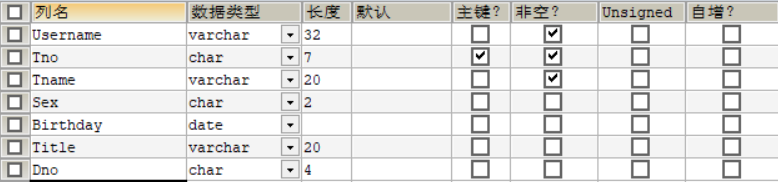 列名 数据类型 长度 默认 主键? 非空? Unsigned 自增?
Username varchar 32
Tno char 7
Tname varchar 20
Sex char 2
Birthday date
Title varchar 20
Dno char 4